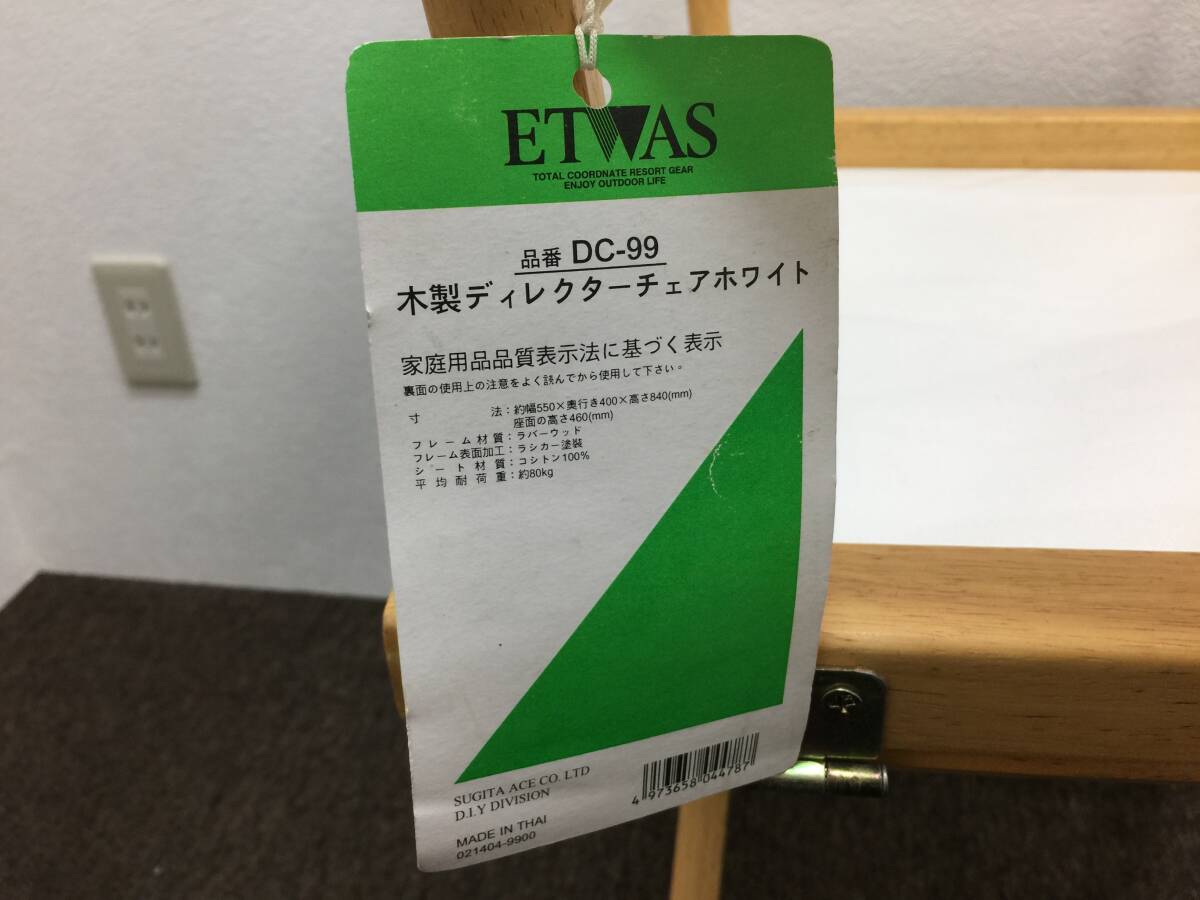 ETWAS
TOTAL COORDNATE RESORT GEAR
ENJOY OUTDOOR LIFE
品番 DC-99
木製ディレクターチェアホワイト
家庭用品品質表示法に基づく表示
裏面の使用上の注意をよく読んでから使用して下さい。
寸法：約幅550×奥行き400×高さ840(mm)
座面の高さ460(mm)
フレーム材質：ラバーウッド
フレーム表面加工：ラシカー塗裝
シート材質：コシトン100%
平均耐荷重：約80kg
SUGITA ACE CO. LTD
D.I.Y DIVISION
4 973658 044787
MADE IN THAI
021404-9900